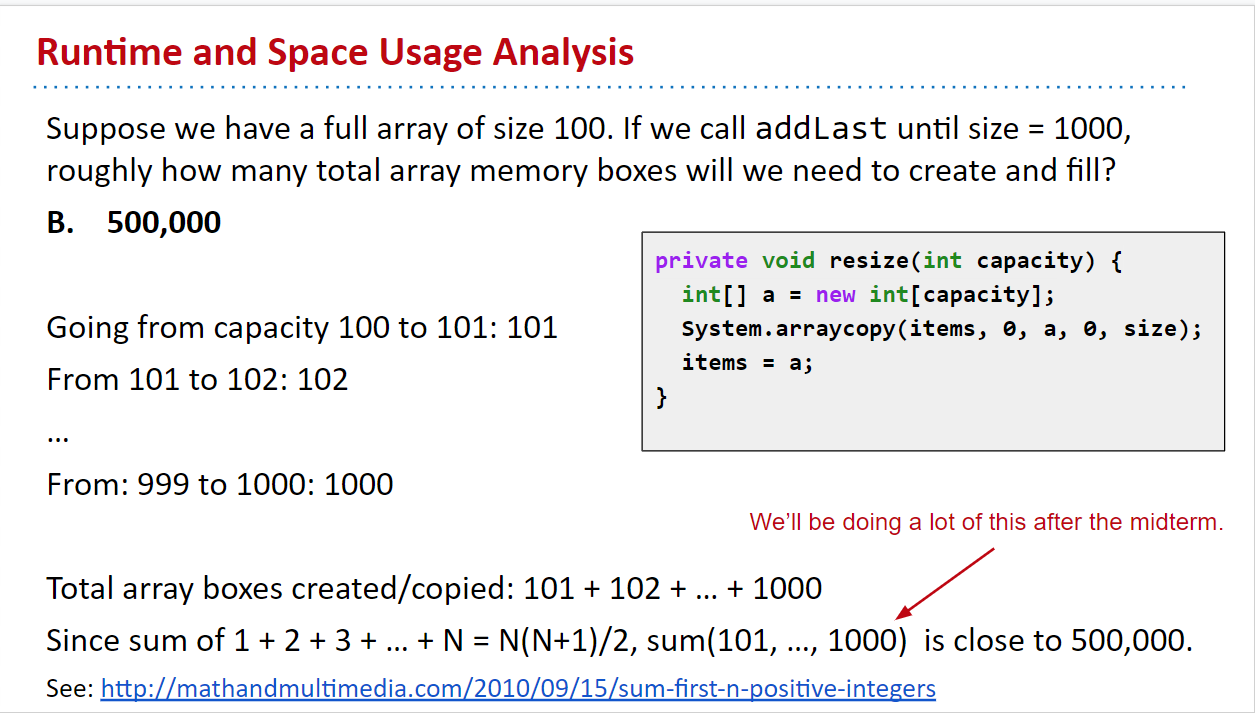 Runtime and Space Usage Analysis
Suppose we have a full array of size 100. If we call addLast until size = 1000,
roughly how many total array memory boxes will we need to create and fill?
B. 500,000
private void resize(int capacity) {
int[] a = new int[capacity];
System.arraycopy(items, 0, a, 0, size);
items = a;
}
Going from capacity 100 to 101: 101
From 101 to 102: 102
...
From: 999 to 1000: 1000
We'll be doing a lot of this after the midterm.
Total array boxes created/copied: 101 + 102 + ... + 1000
Since sum of 1 + 2 + 3 + ... + N = N(N+1)/2, sum(101, ..., 1000) is close to 500,000.
See: http://mathandmultimedia.com/2010/09/15/sum-first-n-positive-integers